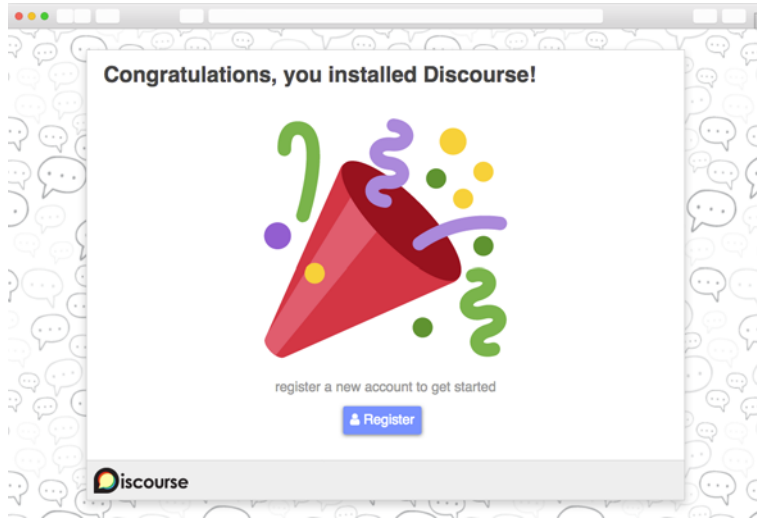 Congratulations, you installed Discourse!
register a new account to get started
Register
Discourse